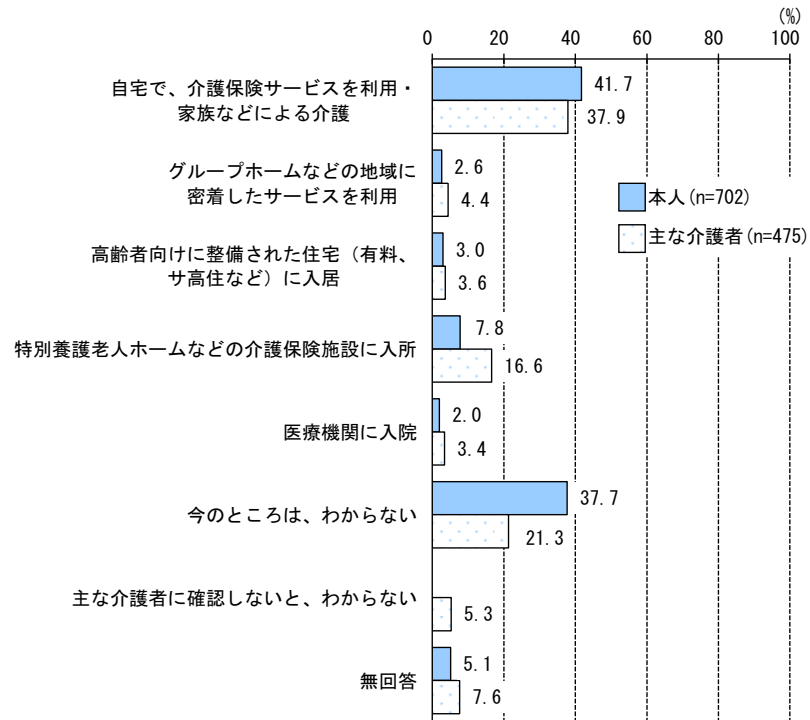 (%)
0 20 40 60 80 100
自宅で、介護保険サービスを利用・
家族などによる介護
41.7
37.9
グループホームなどの地域に
密着したサービスを利用
2.6
4.4
本人(n=702)
主な介護者(n=475)
高齢者向けに整備された住宅（有料、
サ高住など）に入居
3.0
3.6
特別養護老人ホームなどの介護保険施設に入所
7.8
16.6
医療機関に入院
2.0
3.4
今のところは、わからない
37.7
21.3
主な介護者に確認しないと、わからない
5.3
無回答
5.1
7.6